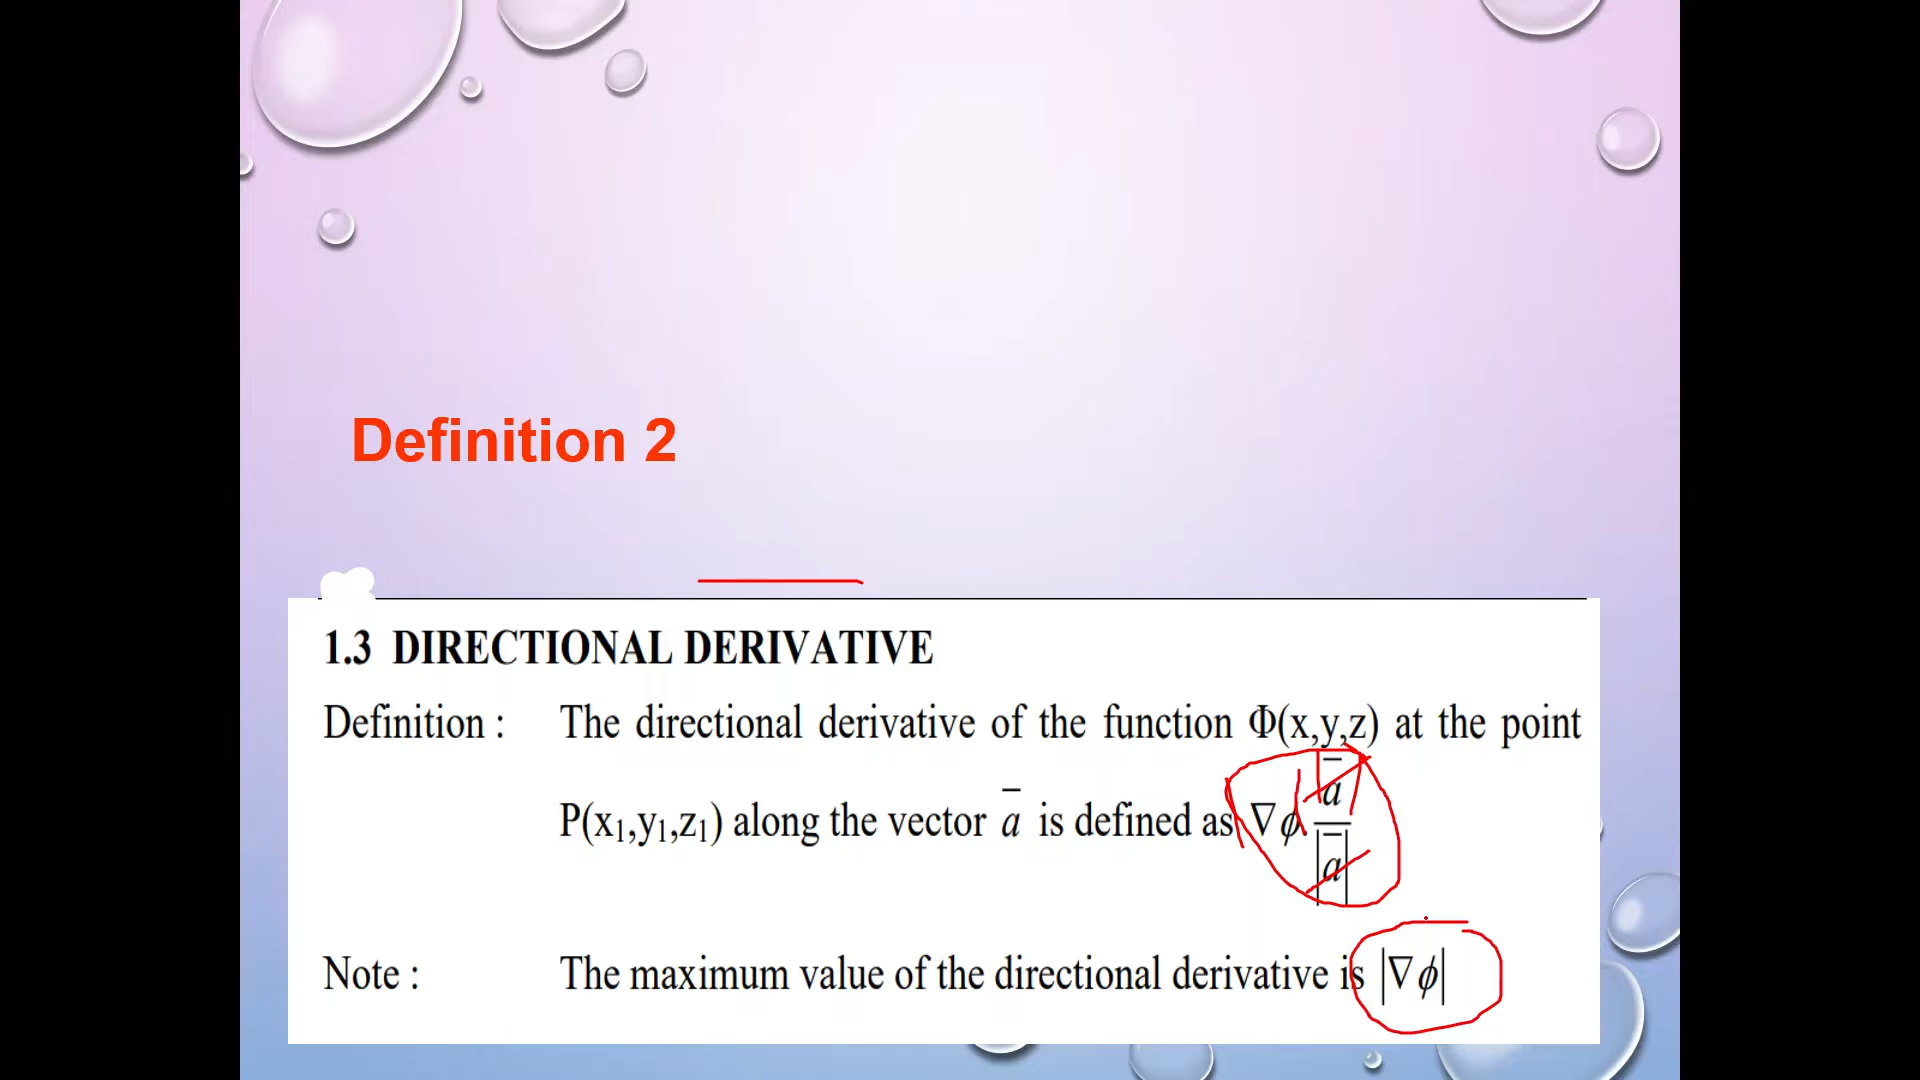 Definition 2
1.3 DIRECTIONAL DERIVATIVE
Definition : The directional derivative of the function Φ(x,y,z) at the point
P(x₁,y₁,z₁) along the vector a̅ is defined as ∇ϕ. a̅/|a̅|
Note : The maximum value of the directional derivative is |∇ϕ|